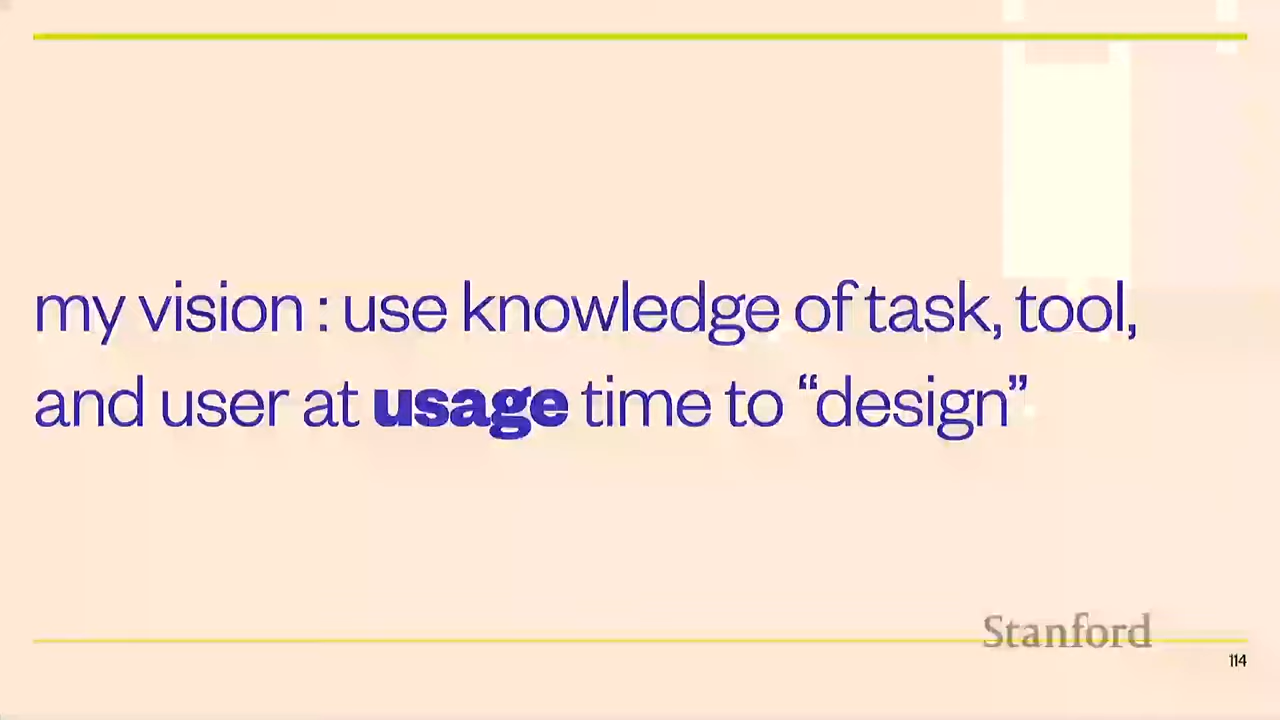 my vision : use knowledge of task, tool,
and user at usage time to “design”
Stanford
114